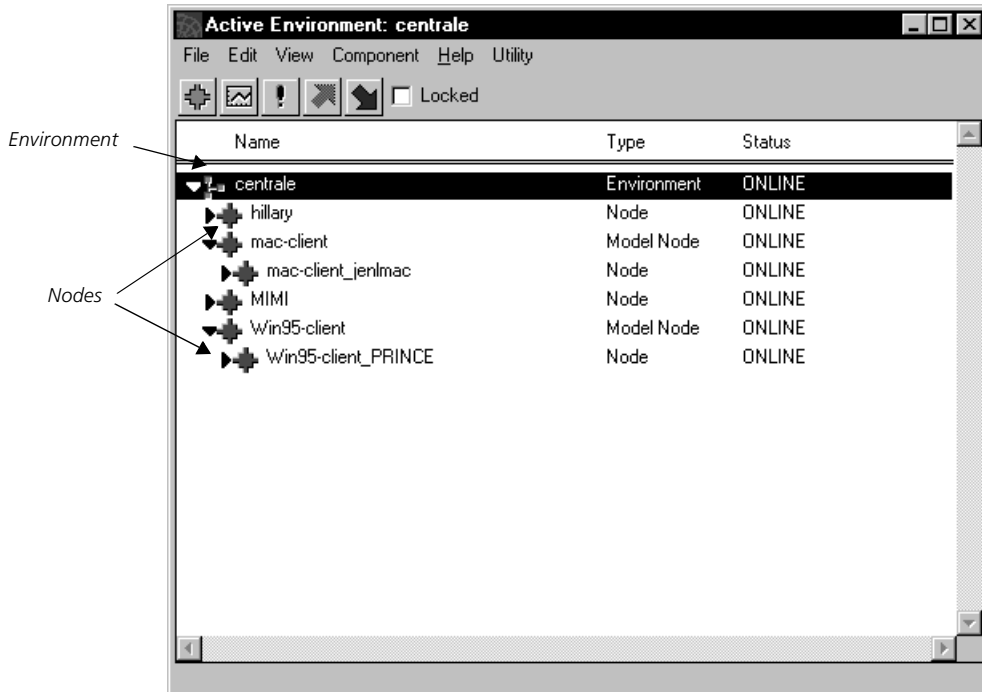 Active Environment: centrale
File Edit View Component Help Utility
Locked
Environment
Name Type Status
centrale Environment ONLINE
hillary Node ONLINE
mac-client Model Node ONLINE
mac-client_jenlmac Node ONLINE
Nodes
MIMI Node ONLINE
Win95-client Model Node ONLINE
Win95-client_PRINCE Node ONLINE